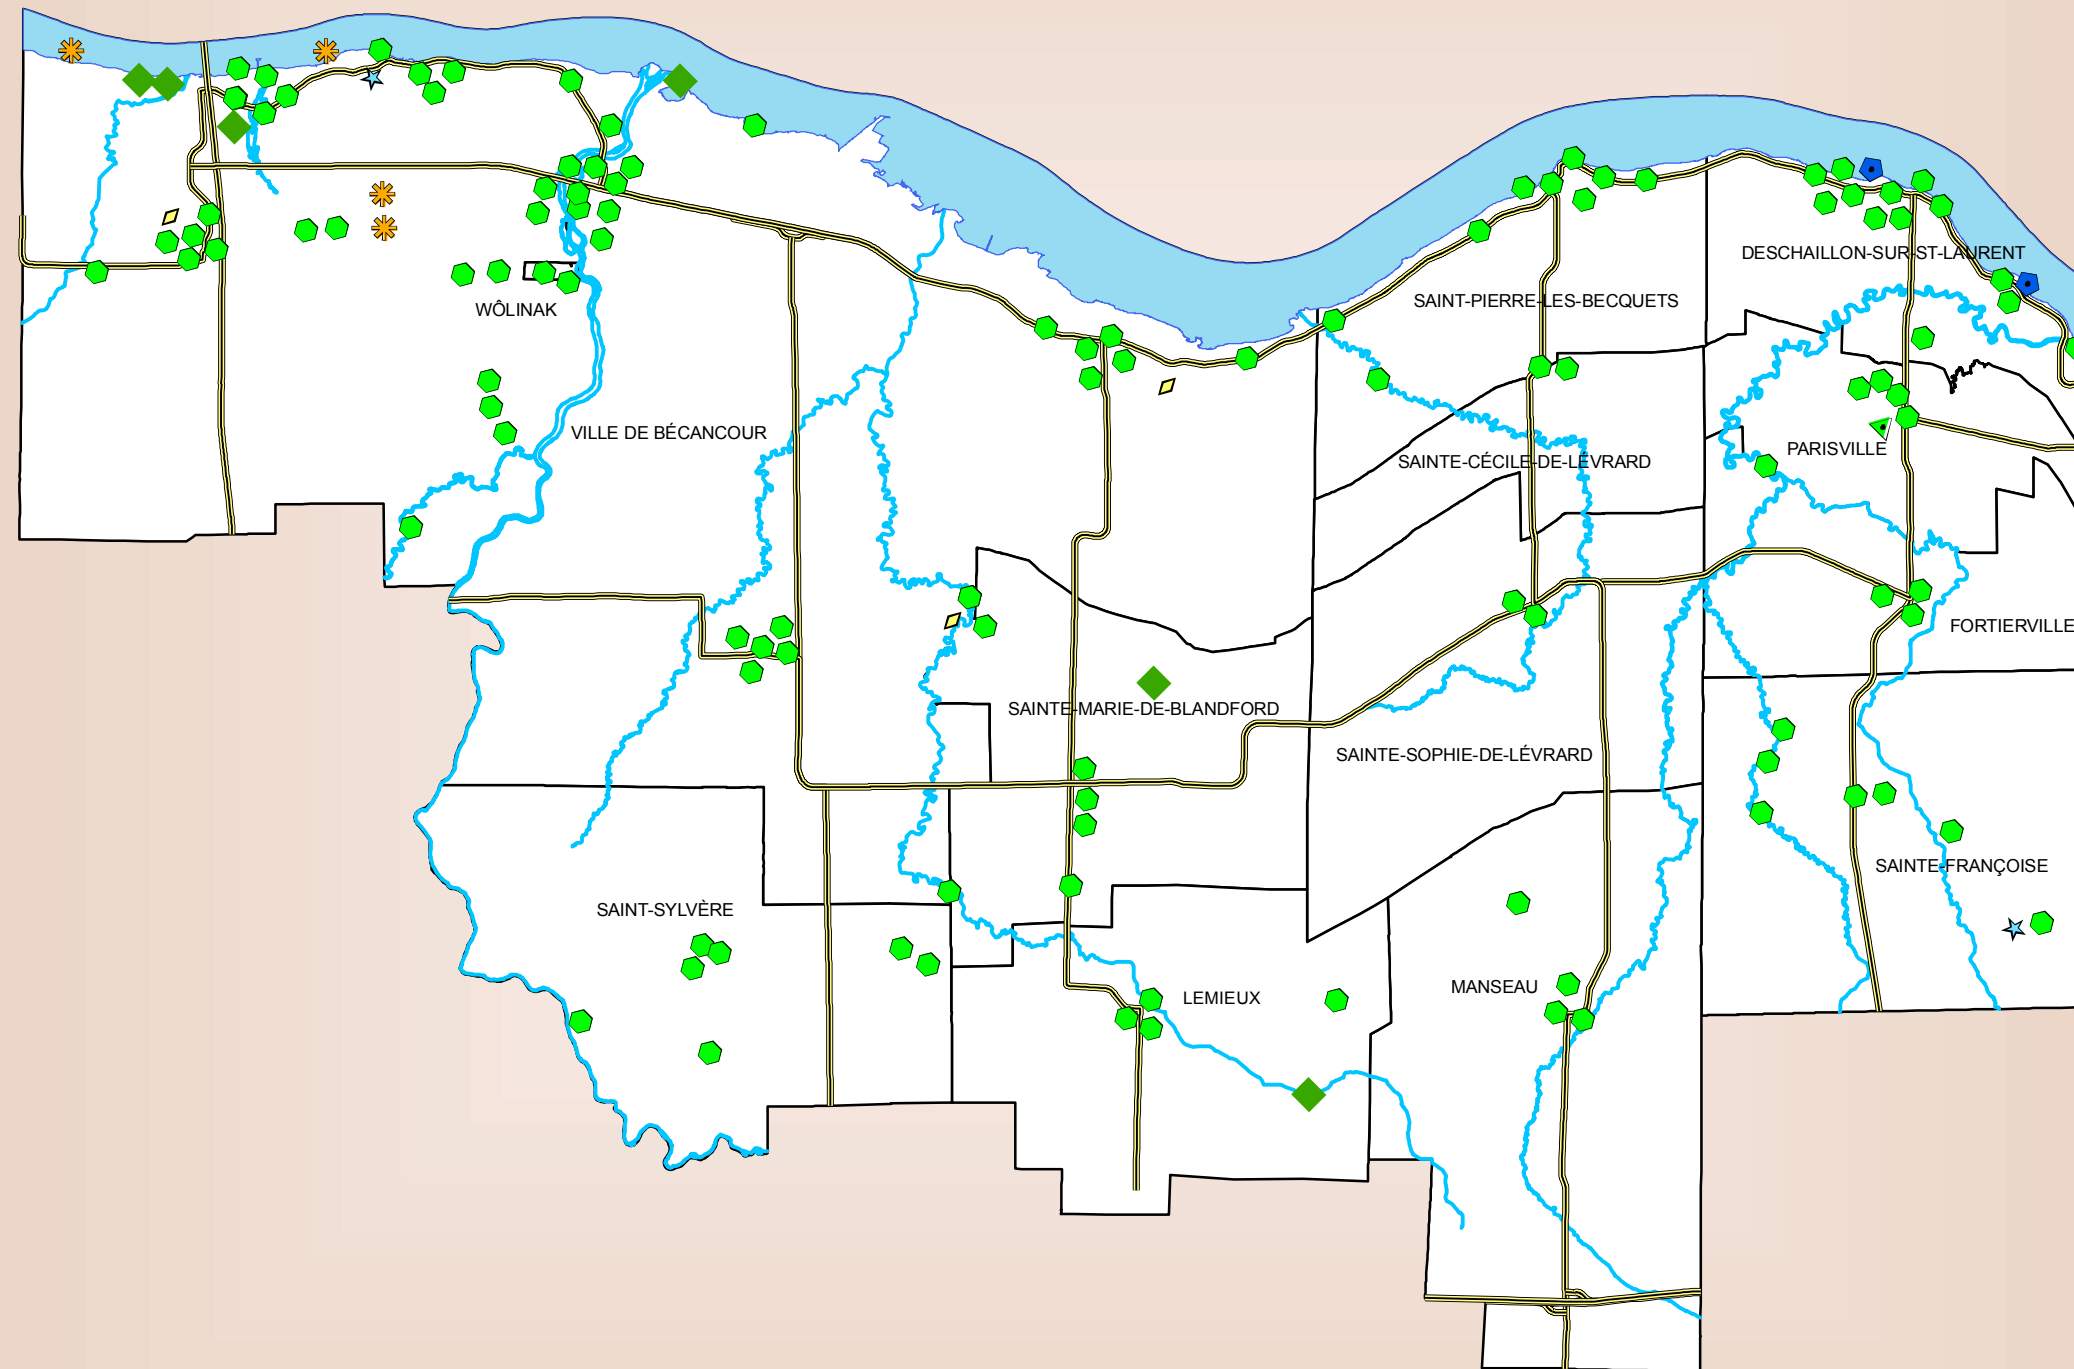 DESCHAILLON-SUR-ST-LAURENT
SAINT-PIERRE-LES-BECQUETS
WÔLINAK
VILLE DE BÉCANCOUR
PARISVILLE
SAINTE-CÉCILE-DE-LÉVRARD
FORTIERVILLE
SAINTE-MARIE-DE-BLANDFORD
SAINTE-SOPHIE-DE-LÉVRARD
SAINTE-FRANÇOISE
SAINT-SYLVÈRE
MANSEAU
LEMIEUX